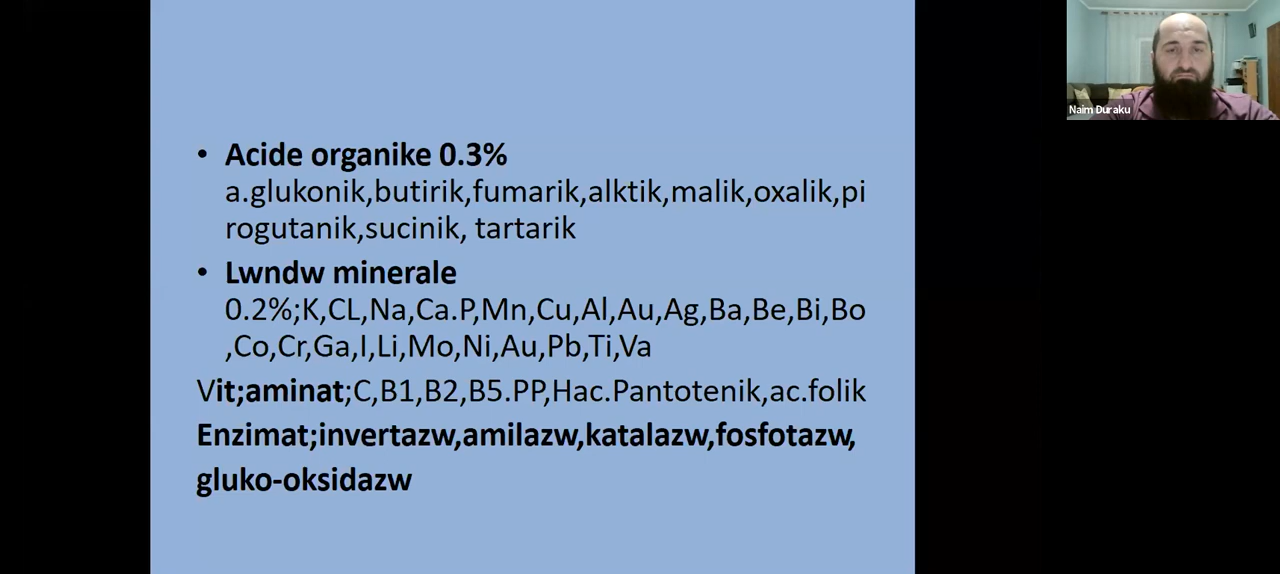 • Acide organike 0.3%
a.glukonik,butirik,fumarik,alktik,malik,oxalik,pi
rogutanik,sucinik, tartarik
• Lwndw minerale
0.2%;K,CL,Na,Ca.P,Mn,Cu,Al,Au,Ag,Ba,Be,Bi,Bo
,Co,Cr,Ga,I,Li,Mo,Ni,Au,Pb,Ti,Va
Vit;aminat;C,B1,B2,B5.PP,Hac.Pantotenik,ac.folik
Enzimat;invertazw,amilazw,katalazw,fosfotazw,
gluko-oksidazw
Naim Duraku